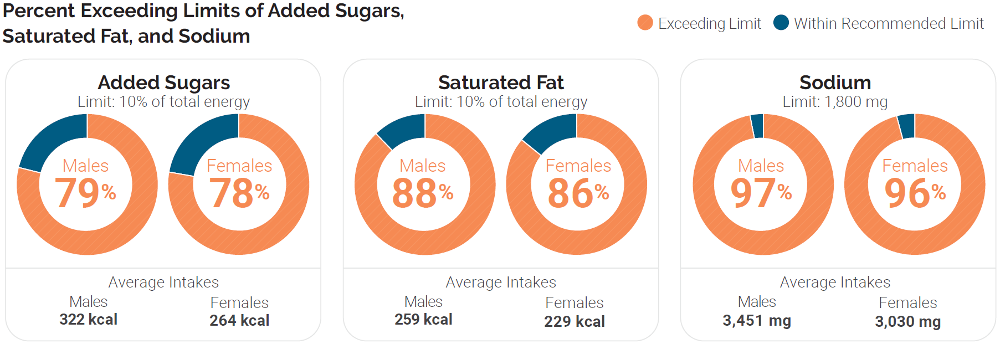 Percent Exceeding Limits of Added Sugars,
Saturated Fat, and Sodium
Exceeding Limit
Within Recommended Limit
Added Sugars
Limit: 10% of total energy
Males
79%
Females
78%
Average Intakes
Males
322 kcal
Females
264 kcal
Saturated Fat
Limit: 10% of total energy
Males
88%
Females
86%
Average Intakes
Males
259 kcal
Females
229 kcal
Sodium
Limit: 1,800 mg
Males
97%
Females
96%
Average Intakes
Males
3,451 mg
Females
3,030 mg